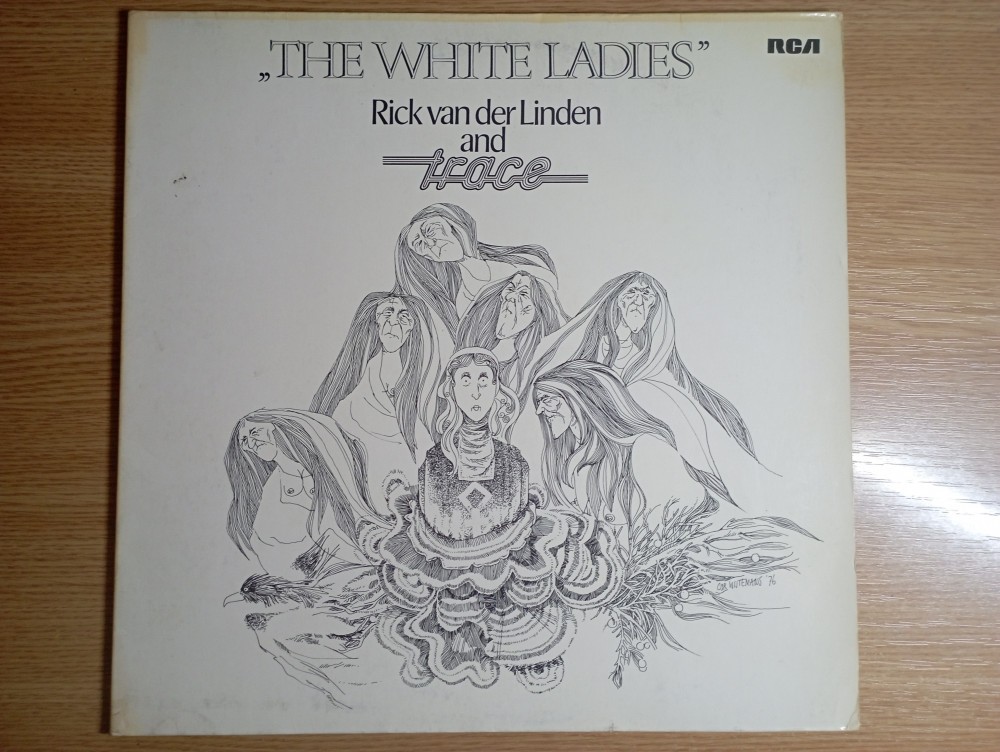 „THE WHITE LADIES”
RCA
Rick van der Linden
and
trace